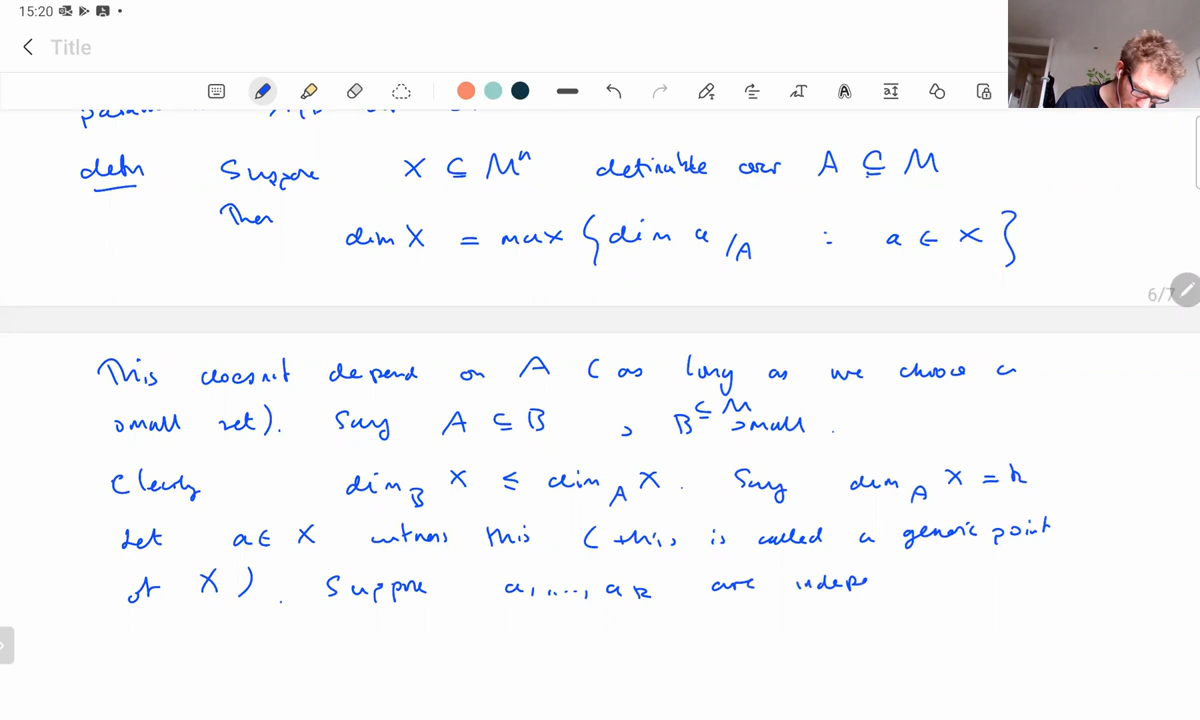 15:20
Title
defn Suppose X ⊆ Mⁿ definable over A ⊆ M
Then
dim X = max { dim a/A : a ∈ X }
6/7
This doesn't depend on A (as long as we choose a
small set). Say A ⊆ B , B ⊆ M small.
Clearly dim_B X ≤ dim_A X. Say dim_A X = k
Let a ∈ X witness this (this is called a generic point
of X). Suppose a₁,..., a_k are indepe